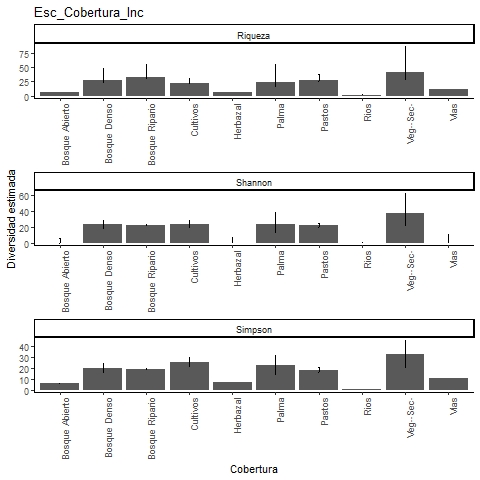 Esc_Cobertura_Inc
Riqueza
75
50
25
0
Bosque Abierto
Bosque Denso
Bosque Ripario
Cultivos
Herbazal
Palma
Pastos
Rios
Veg--Sec-
Vias
Shannon
60
40
20
0
Bosque Abierto
Bosque Denso
Bosque Ripario
Cultivos
Herbazal
Palma
Pastos
Rios
Veg--Sec-
Vias
Simpson
40
30
20
10
0
Bosque Abierto
Bosque Denso
Bosque Ripario
Cultivos
Herbazal
Palma
Pastos
Rios
Veg--Sec-
Vias
Diversidad estimada
Cobertura